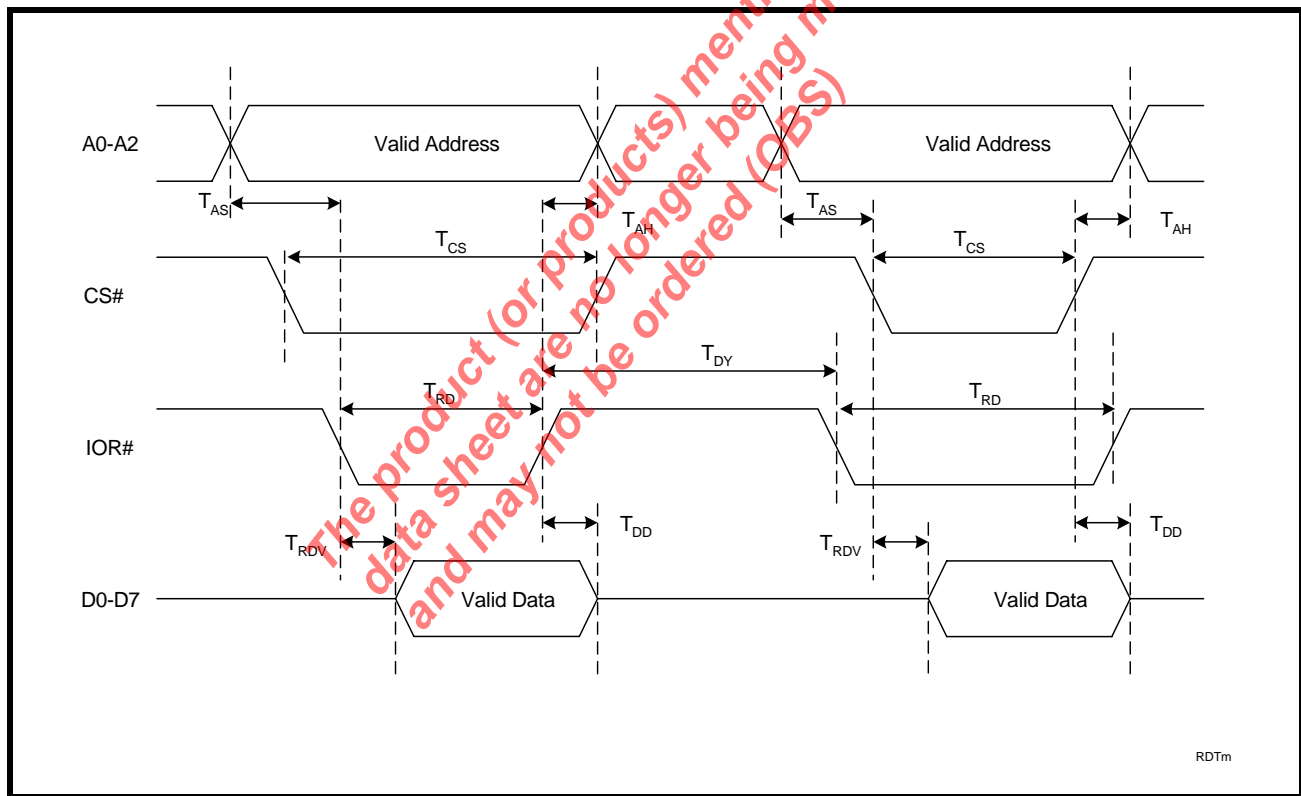 A0-A2
Valid Address
Valid Address
TAS
TAH
TAS
TAH
TCS
TCS
CS#
TDY
TRD
TRD
IOR#
TRDV
TDD
TRDV
TDD
D0-D7
Valid Data
Valid Data
RDTm
The product (or products) menti
data sheet are no longer being m
and may not be ordered (OBS)